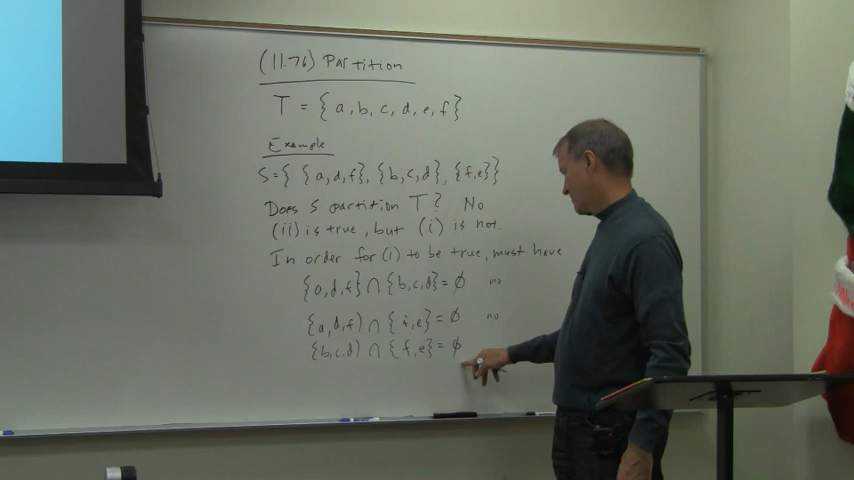 (11.76) Partition
T = { a, b, c, d, e, f }
Example
S = { {a, d, f}, {b, c, d}, {f, e} }
Does S partition T? No
(ii) is true, but (i) is not.
In order for (i) to be true, must have
{a, d, f} ∩ {b, c, d} = ∅ no
{a, d, f} ∩ {f, e} = ∅ no
{b, c, d} ∩ {f, e} = ∅